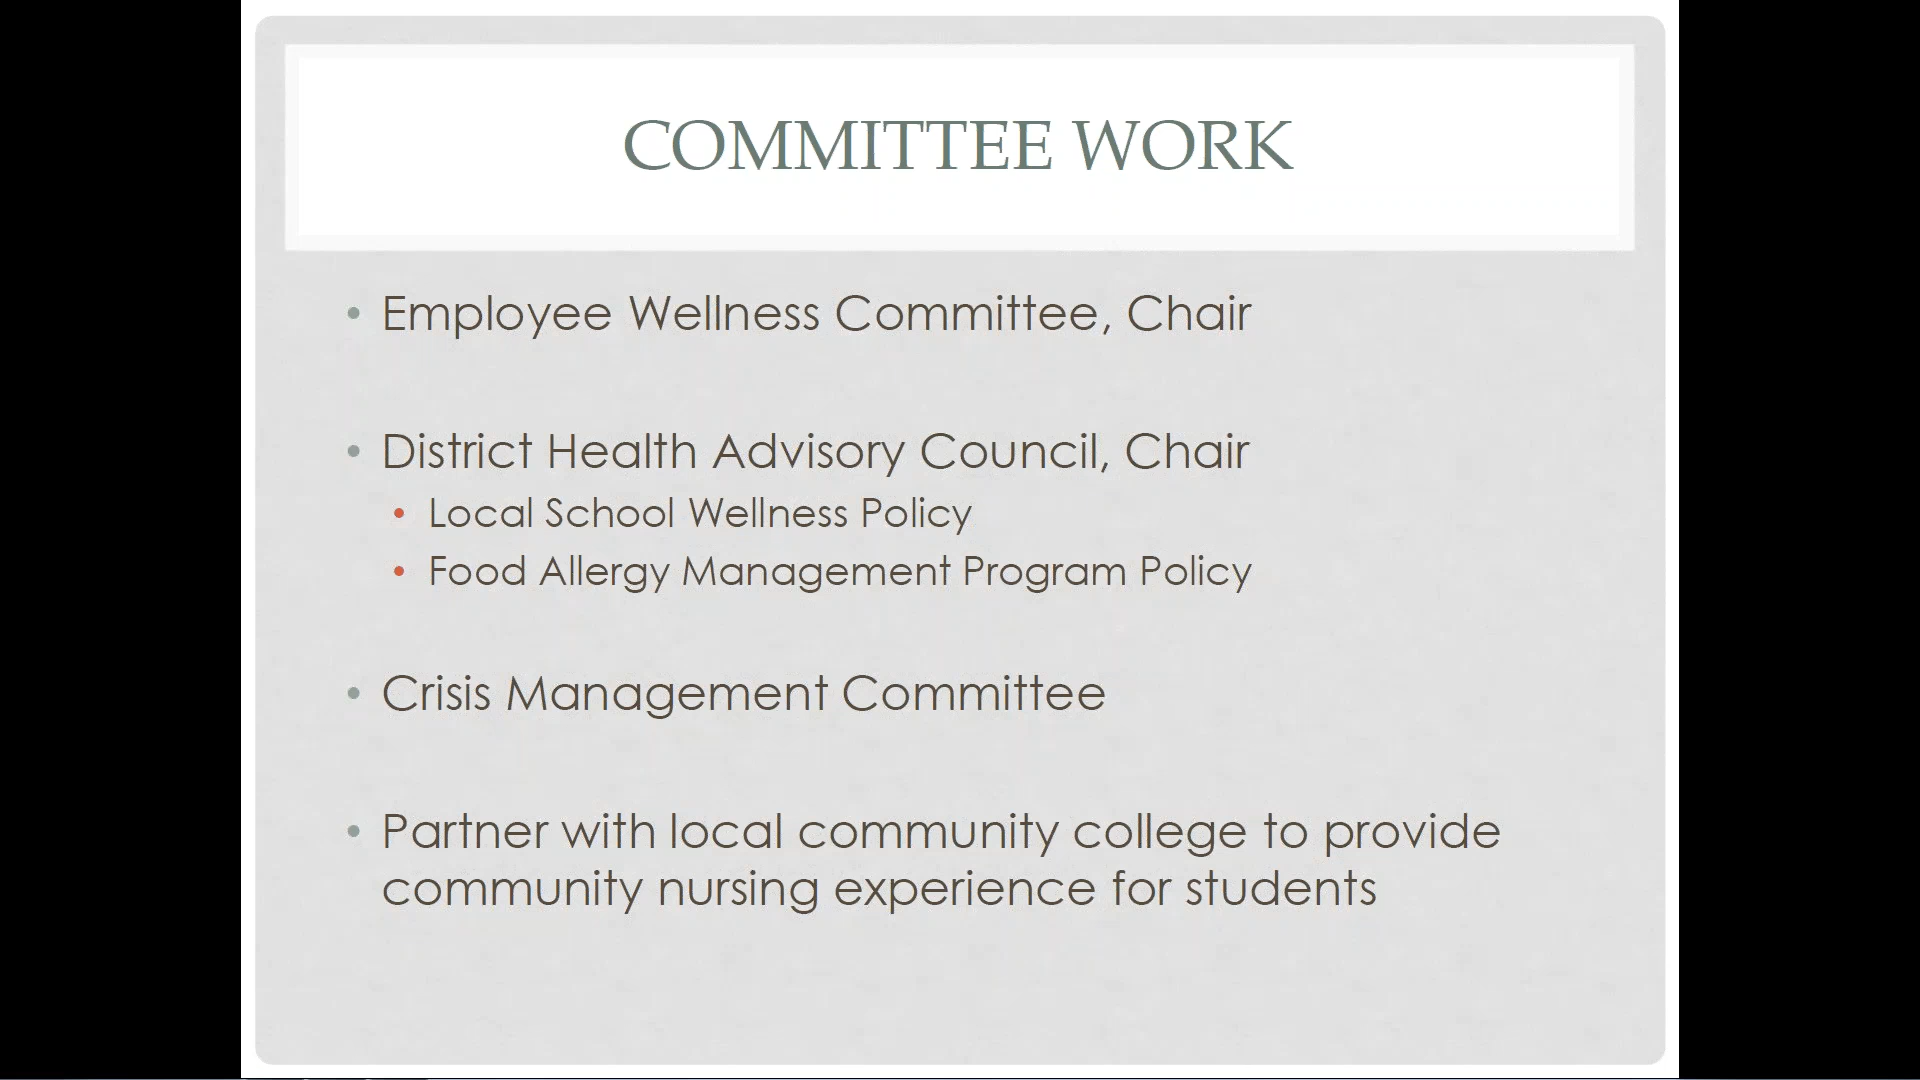 COMMITTEE WORK
• Employee Wellness Committee, Chair
• District Health Advisory Council, Chair
• Local School Wellness Policy
• Food Allergy Management Program Policy
• Crisis Management Committee
• Partner with local community college to provide
community nursing experience for students